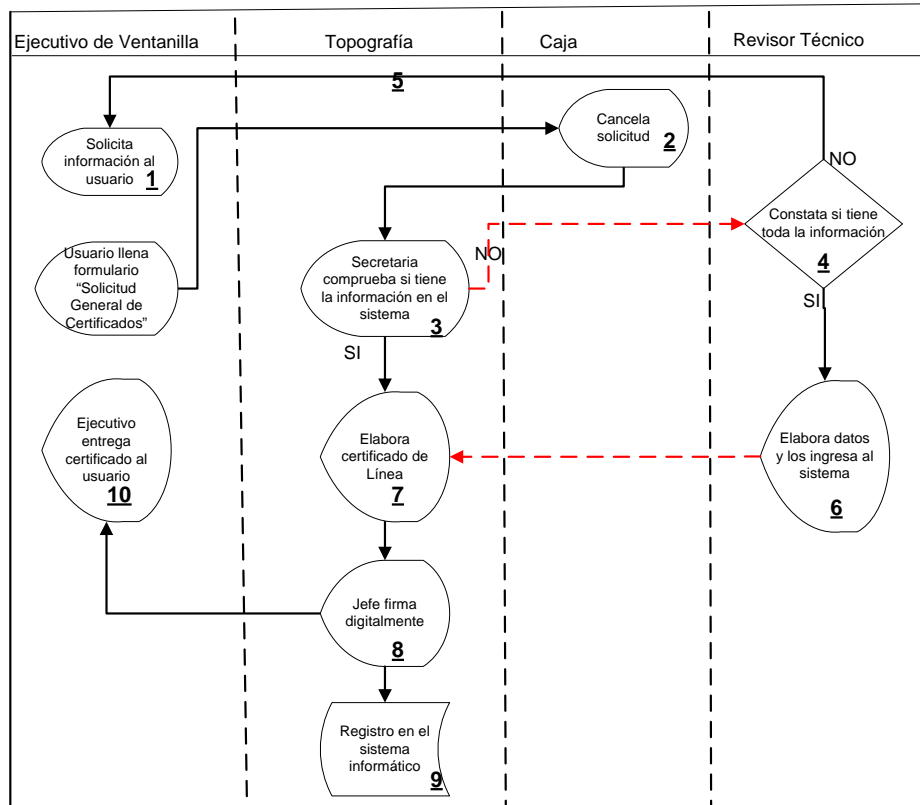 Ejecutivo de Ventanilla
Topografía
Caja
Revisor Técnico
5
Cancela
solicitud
2
Solicita
información al
usuario
1
NO
Constata si tiene
toda la información
4
Usuario llena
formulario
“Solicitud
General de
Certificados”
Secretaria
comprueba si tiene
la información en el
sistema
3
NO
SI
SI
Ejecutivo
entrega
certificado al
usuario
10
Elabora
certificado de
Línea
7
Elabora datos
y los ingresa al
sistema
6
Jefe firma
digitalmente
8
Registro en el
sistema
informático
9